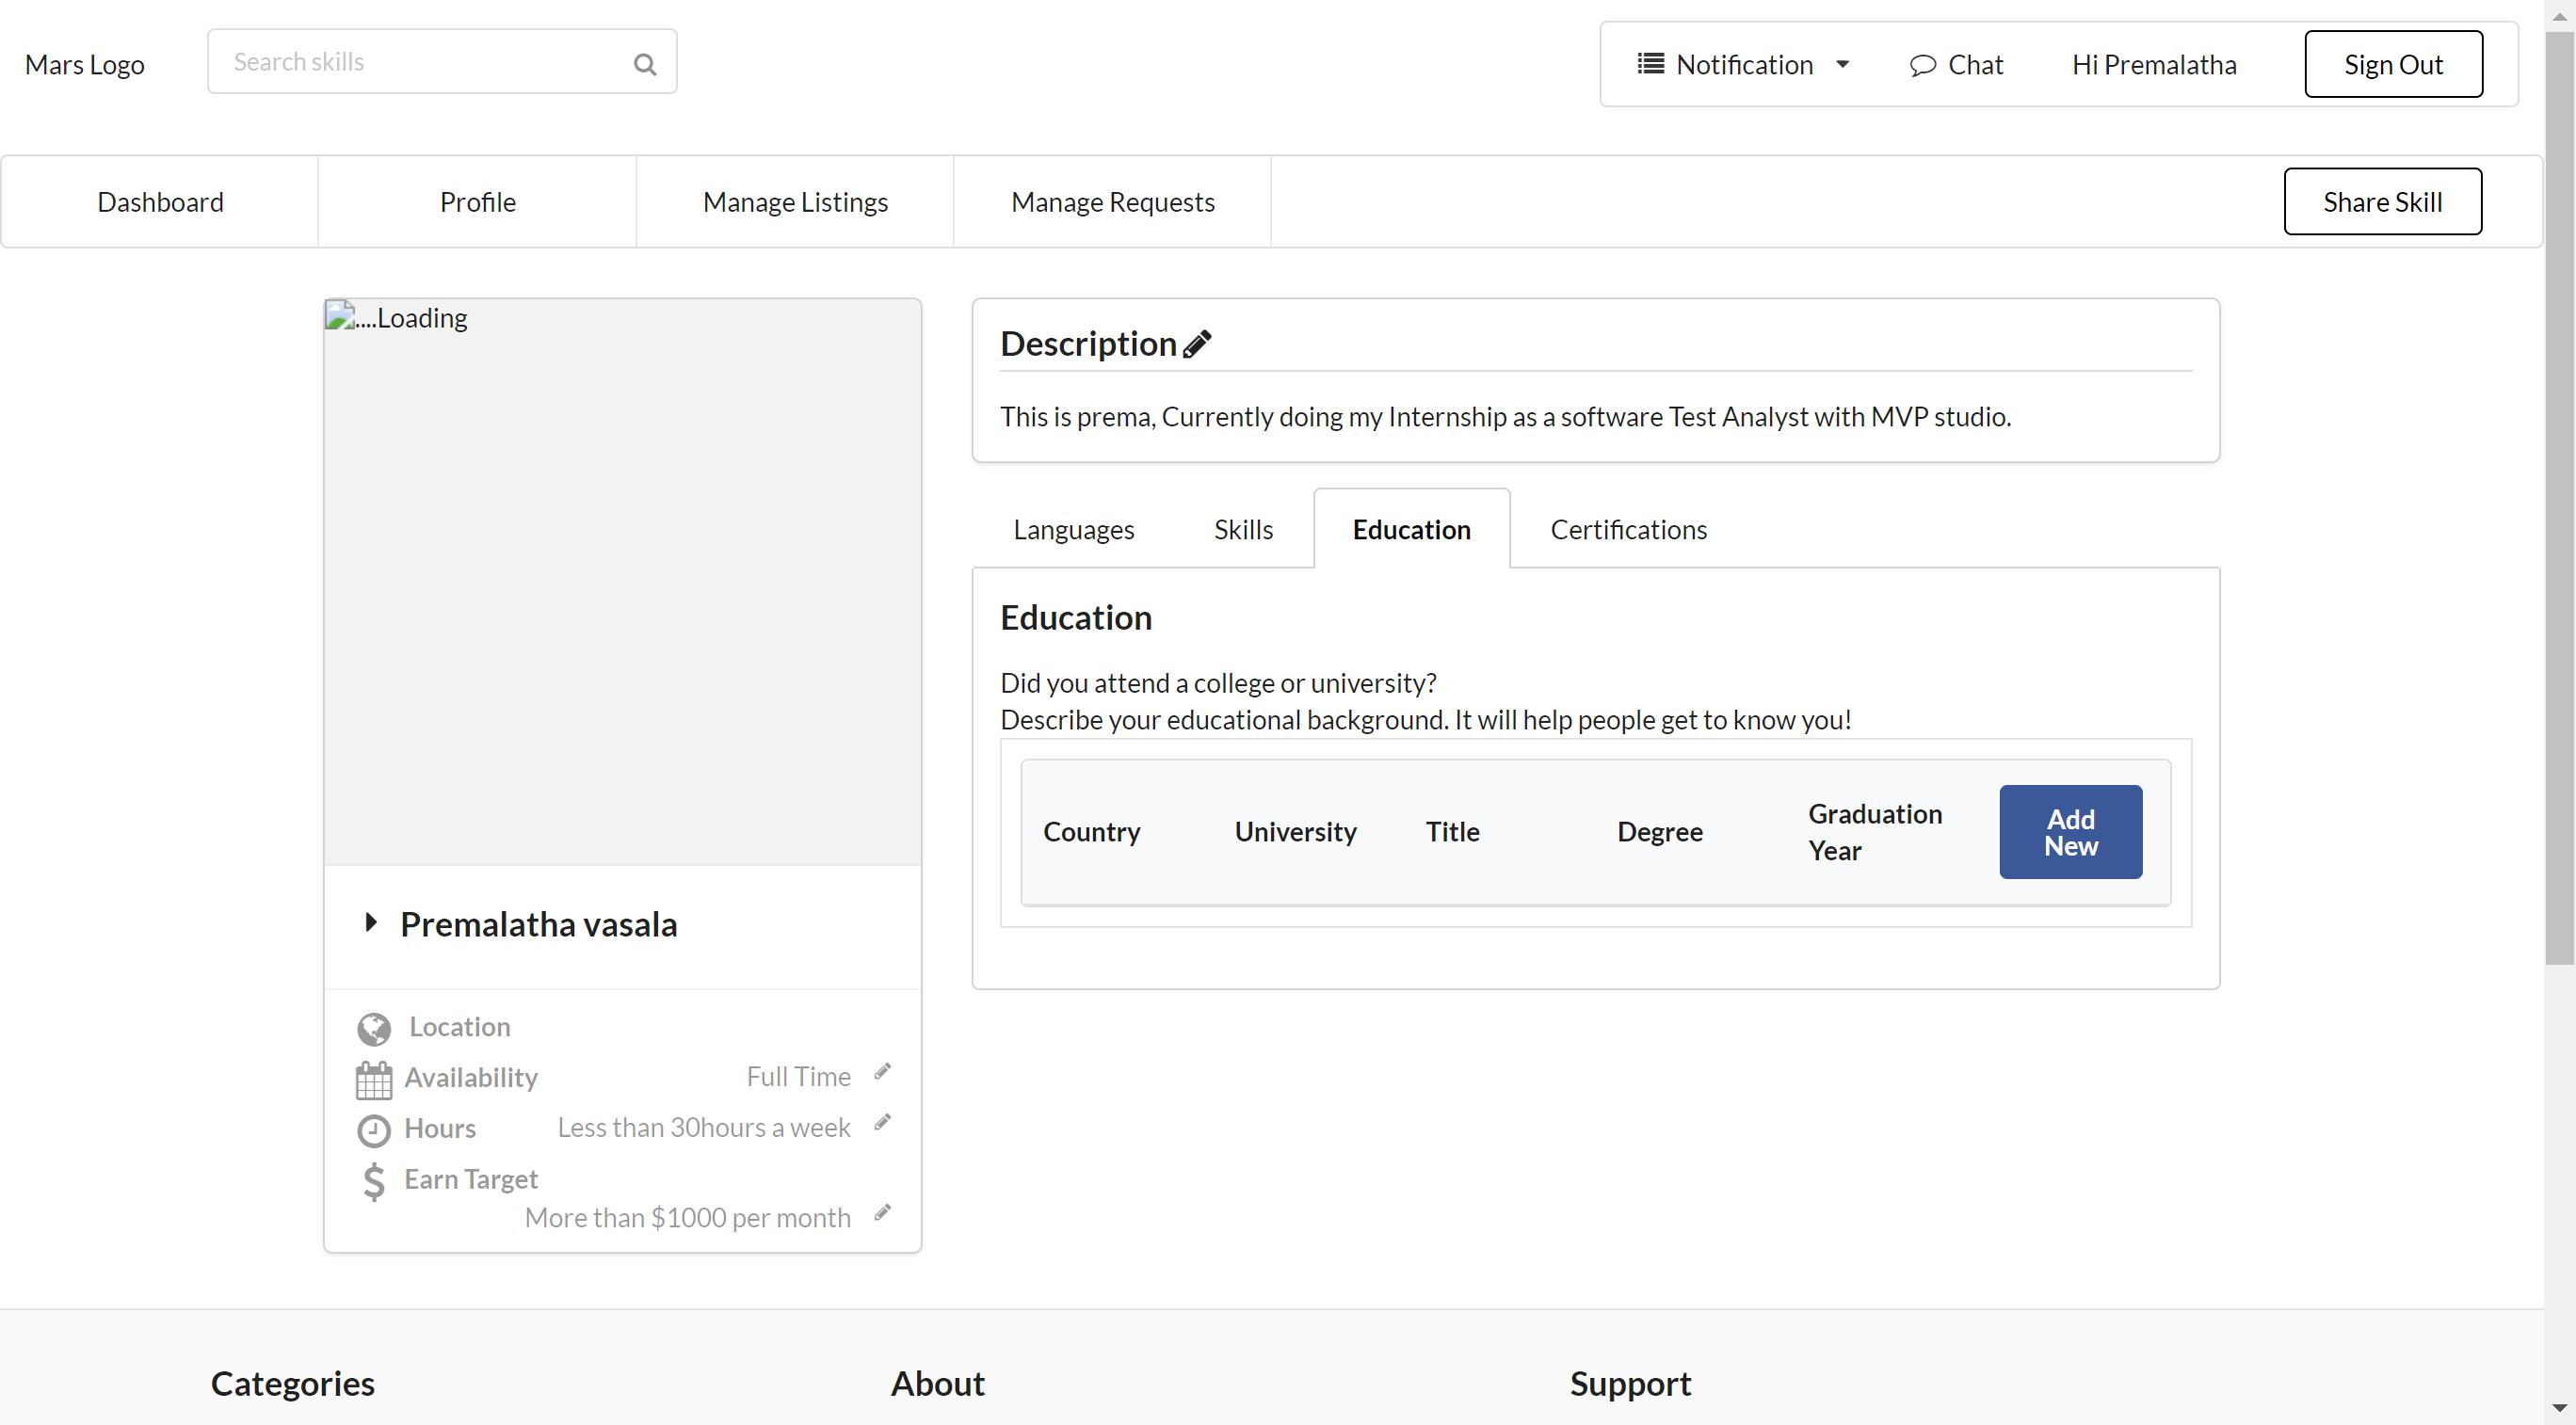 Mars Logo
Search skills
Notification
Chat
Hi Premalatha
Sign Out
Dashboard
Profile
Manage Listings
Manage Requests
Share Skill
....Loading
Premalatha vasala
Location
Availability
Full Time
Hours
Less than 30hours a week
Earn Target
More than $1000 per month
Description
This is prema, Currently doing my Internship as a software Test Analyst with MVP studio.
Languages
Skills
Education
Certifications
Education
Did you attend a college or university?
Describe your educational background. It will help people get to know you!
Country
University
Title
Degree
Graduation
Year
Add
New
Categories
About
Support